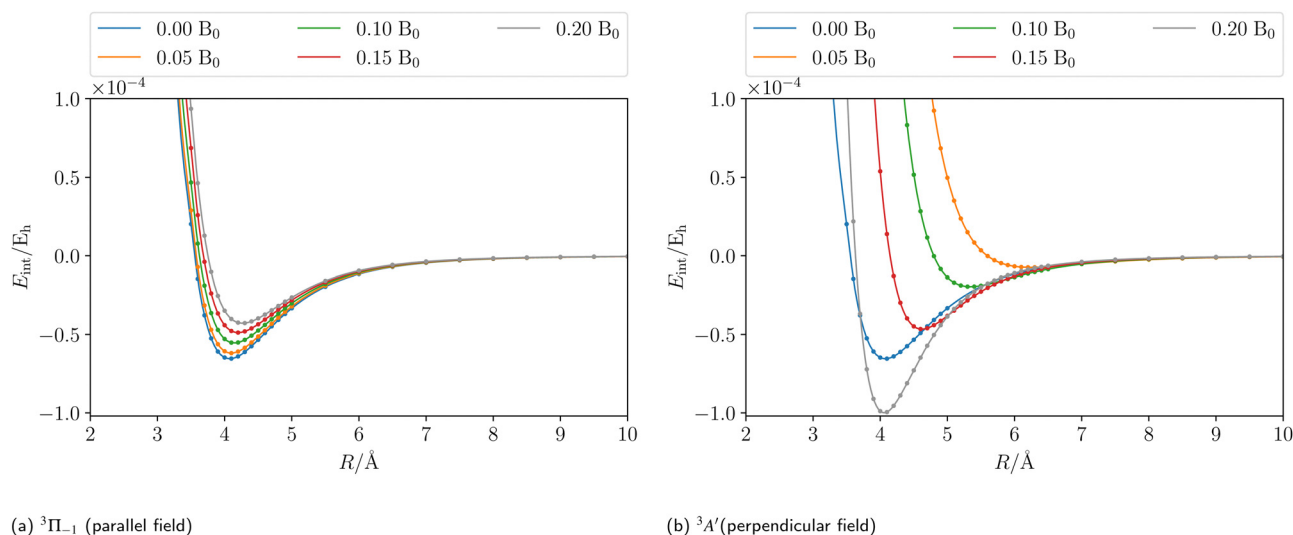 0.00 B₀ 0.10 B₀ 0.20 B₀
0.05 B₀ 0.15 B₀
×10⁻⁴
1.0
0.5
0.0
−0.5
−1.0
E_int/E_h
2 3 4 5 6 7 8 9 10
R/Å
(a) ³Π₋₁ (parallel field)
0.00 B₀ 0.10 B₀ 0.20 B₀
0.05 B₀ 0.15 B₀
×10⁻⁴
1.0
0.5
0.0
−0.5
−1.0
E_int/E_h
2 3 4 5 6 7 8 9 10
R/Å
(b) ³A′(perpendicular field)